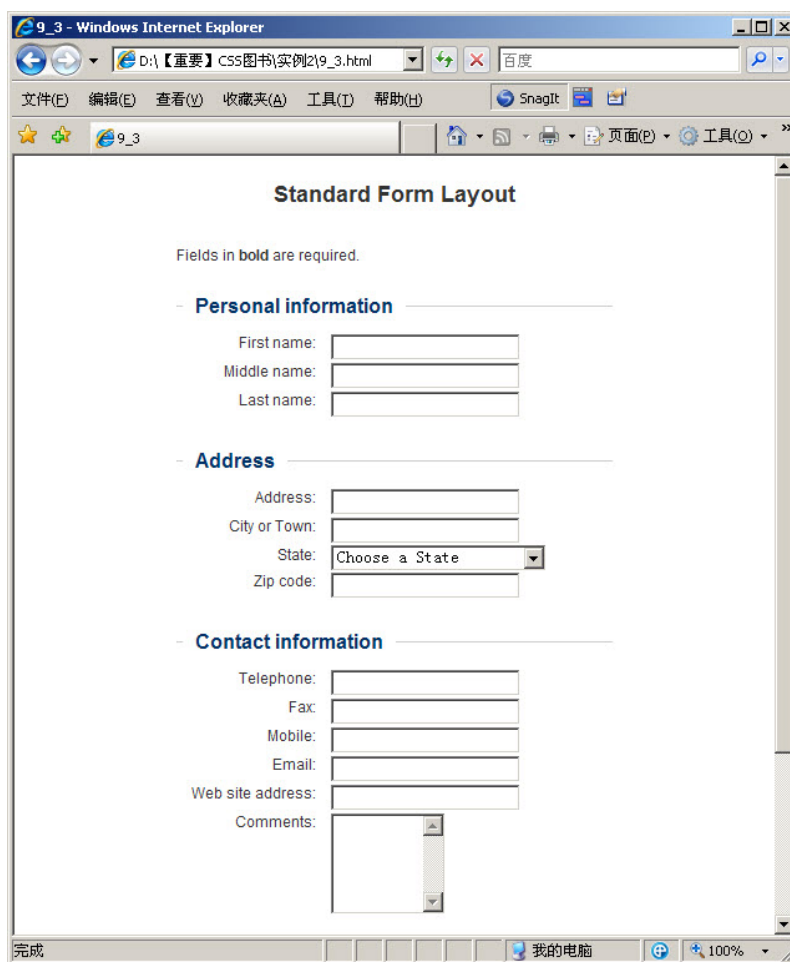 9_3 - Windows Internet Explorer
D:\【重要】CSS图书\实例2\9_3.html 百度
文件(F) 编辑(E) 查看(V) 收藏夹(A) 工具(T) 帮助(H) SnagIt
9_3 页面(P) 工具(O) »
Standard Form Layout
Fields in bold are required.
Personal information
First name:
Middle name:
Last name:
Address
Address:
City or Town:
State: Choose a State
Zip code:
Contact information
Telephone:
Fax:
Mobile:
Email:
Web site address:
Comments:
完成 我的电脑 100%